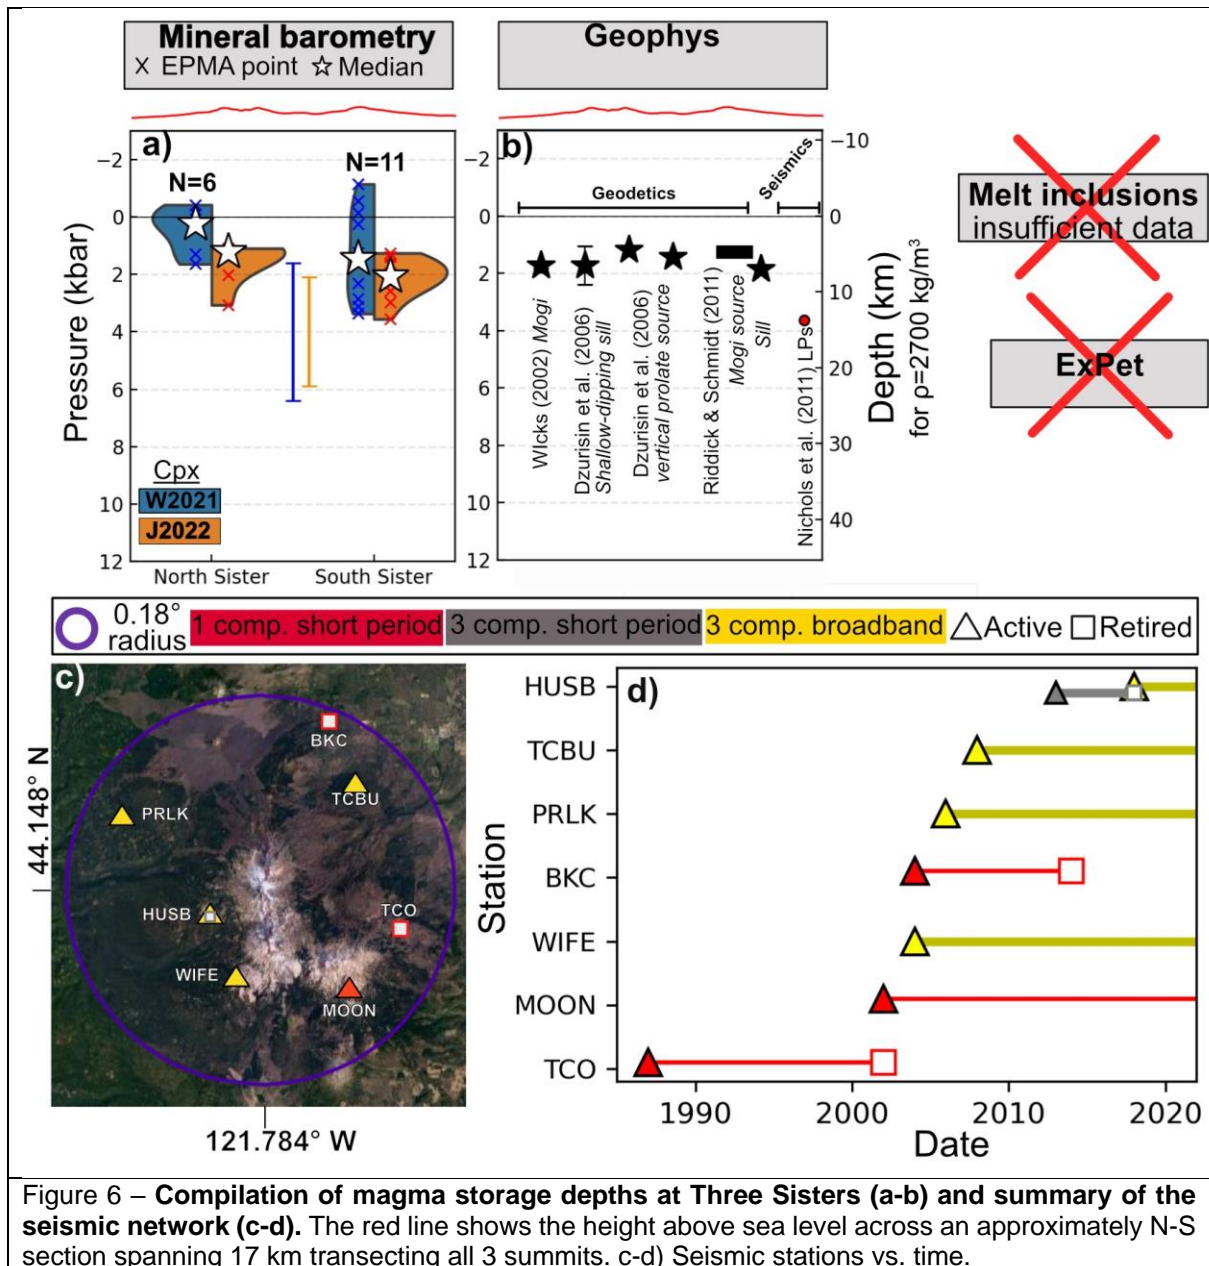 Mineral barometry
X EPMA point ☆ Median
Geophys
a)
N=6
N=11
−2
0
2
4
6
8
10
12
Pressure (kbar)
Cpx
W2021
J2022
North Sister
South Sister
b)
Geodetics
Seismics
−2
0
2
4
6
8
10
12
WIcks (2002) Mogi
Dzurisin et al. (2006)
Shallow-dipping sill
Dzurisin et al. (2006)
vertical prolate source
Riddick & Schmidt (2011)
Mogi source
Sill
Nichols et al. (2011) LPs
−10
0
10
20
30
40
Depth (km)
for ρ=2700 kg/m³
Melt inclusions
insufficient data
ExPet
0.18°
radius
1 comp. short period
3 comp. short period
3 comp. broadband
Active
Retired
c)
BKC
TCBU
PRLK
HUSB
TCO
WIFE
MOON
44.148° N
121.784° W
d)
HUSB
TCBU
PRLK
BKC
WIFE
MOON
TCO
Station
1990
2000
2010
2020
Date
Figure 6 – Compilation of magma storage depths at Three Sisters (a-b) and summary of the
seismic network (c-d). The red line shows the height above sea level across an approximately N-S
section spanning 17 km transecting all 3 summits. c-d) Seismic stations vs. time.